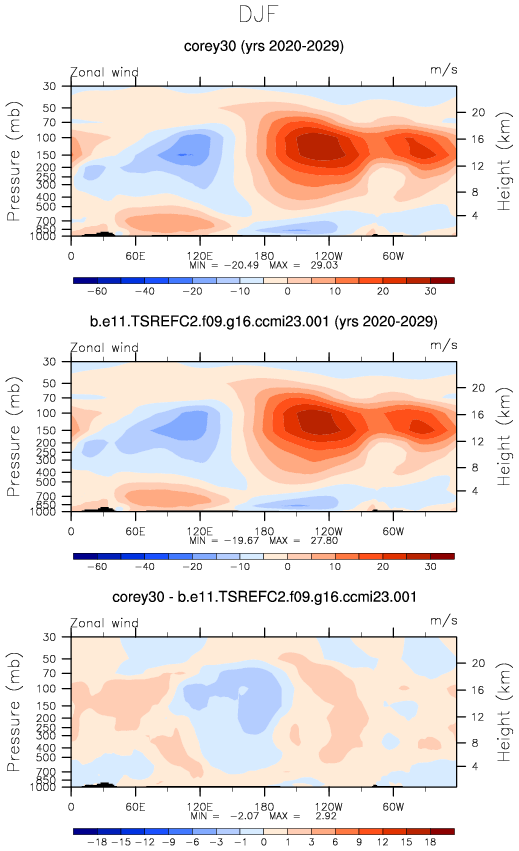 DJF
corey30 (yrs 2020-2029)
Zonal wind m/s
30
50
70
100
150
200
250
300
400
500
700
850
1000
Pressure (mb)
20
16
12
8
4
Height (km)
0 60E 120E 180 120W 60W
MIN = -20.49 MAX = 29.03
-60 -40 -20 -10 0 10 20 30
b.e11.TSREFC2.f09.g16.ccmi23.001 (yrs 2020-2029)
Zonal wind m/s
30
50
70
100
150
200
250
300
400
500
700
850
1000
Pressure (mb)
20
16
12
8
4
Height (km)
0 60E 120E 180 120W 60W
MIN = -19.67 MAX = 27.80
-60 -40 -20 -10 0 10 20 30
corey30 - b.e11.TSREFC2.f09.g16.ccmi23.001
Zonal wind m/s
30
50
70
100
150
200
250
300
400
500
700
850
1000
Pressure (mb)
20
16
12
8
4
Height (km)
0 60E 120E 180 120W 60W
MIN = -2.07 MAX = 2.92
-18 -15 -12 -9 -6 -3 -1 0 1 3 6 9 12 15 18